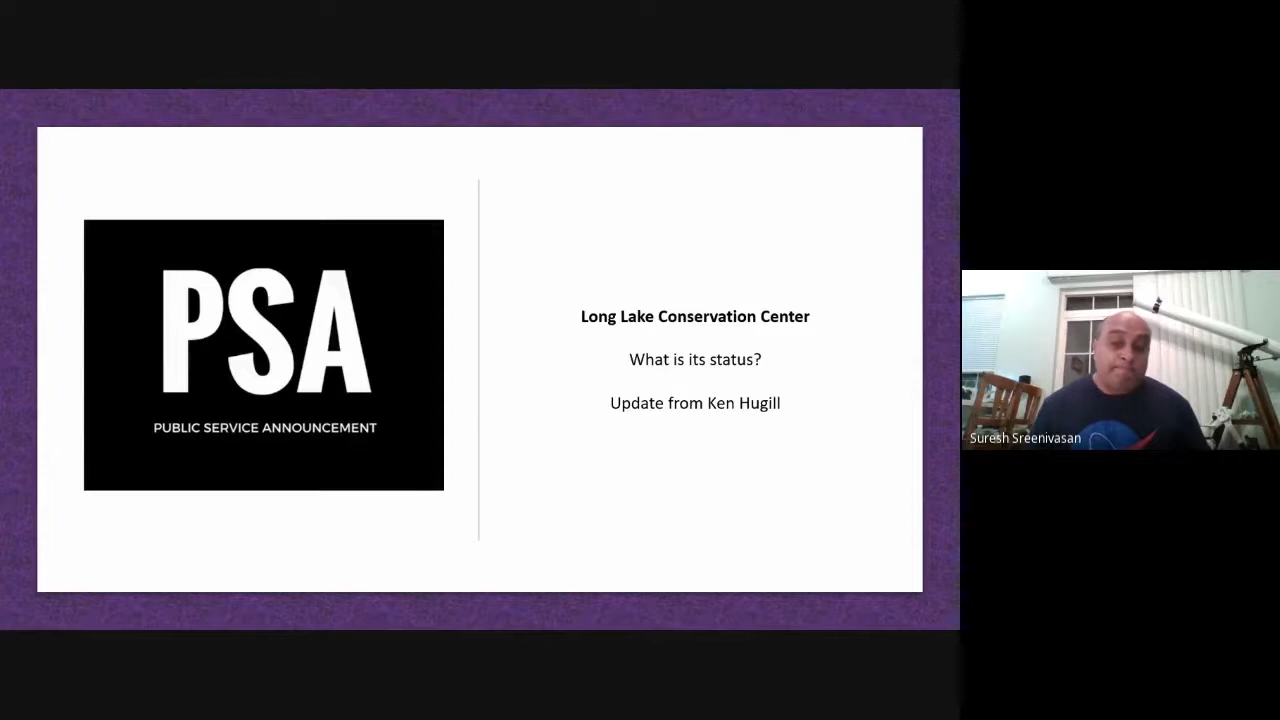 PSA
PUBLIC SERVICE ANNOUNCEMENT
Long Lake Conservation Center
What is its status?
Update from Ken Hugill
Suresh Sreenivasan